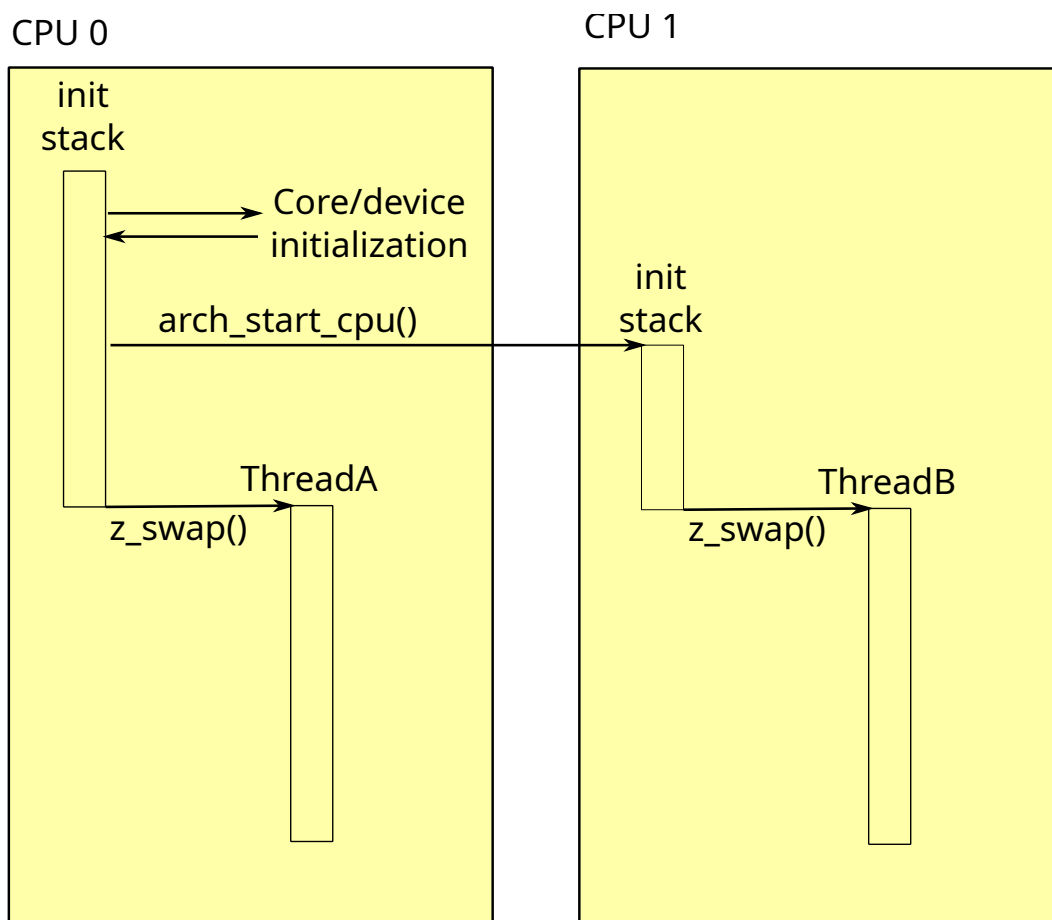 CPU 0
CPU 1
init
stack
Core/device
initialization
init
stack
arch_start_cpu()
ThreadA
z_swap()
ThreadB
z_swap()